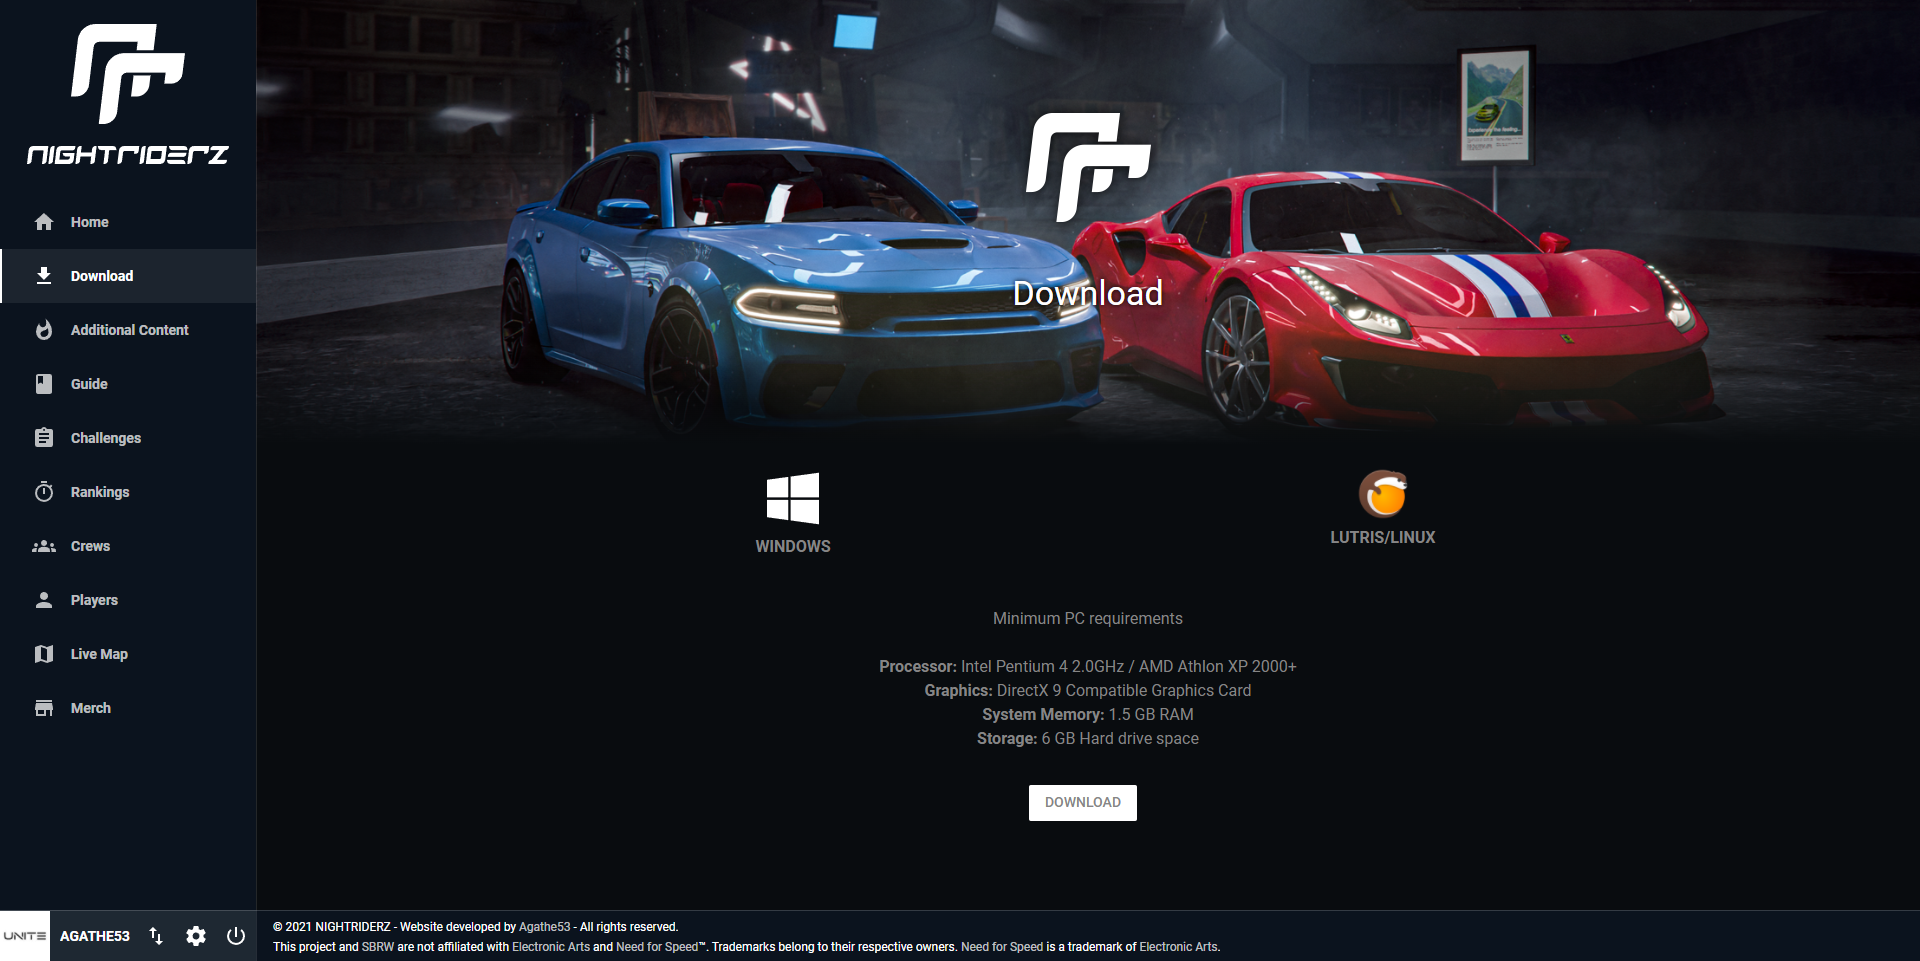 NIGHTRIDERZ
Home
Download
Additional Content
Guide
Challenges
Rankings
Crews
Players
Live Map
Merch
UNITE
AGATHE53
Experience the feeling...
Download
WINDOWS
LUTRIS/LINUX
Minimum PC requirements
Processor: Intel Pentium 4 2.0GHz / AMD Athlon XP 2000+
Graphics: DirectX 9 Compatible Graphics Card
System Memory: 1.5 GB RAM
Storage: 6 GB Hard drive space
DOWNLOAD
© 2021 NIGHTRIDERZ - Website developed by Agathe53 - All rights reserved.
This project and SBRW are not affiliated with Electronic Arts and Need for Speed™. Trademarks belong to their respective owners. Need for Speed is a trademark of Electronic Arts.